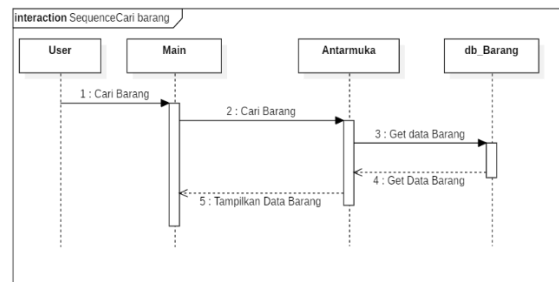 interaction SequenceCari barang
User
Main
Antarmuka
db_Barang
1 : Cari Barang
2 : Cari Barang
3 : Get data Barang
4 : Get Data Barang
5 : Tampilkan Data Barang